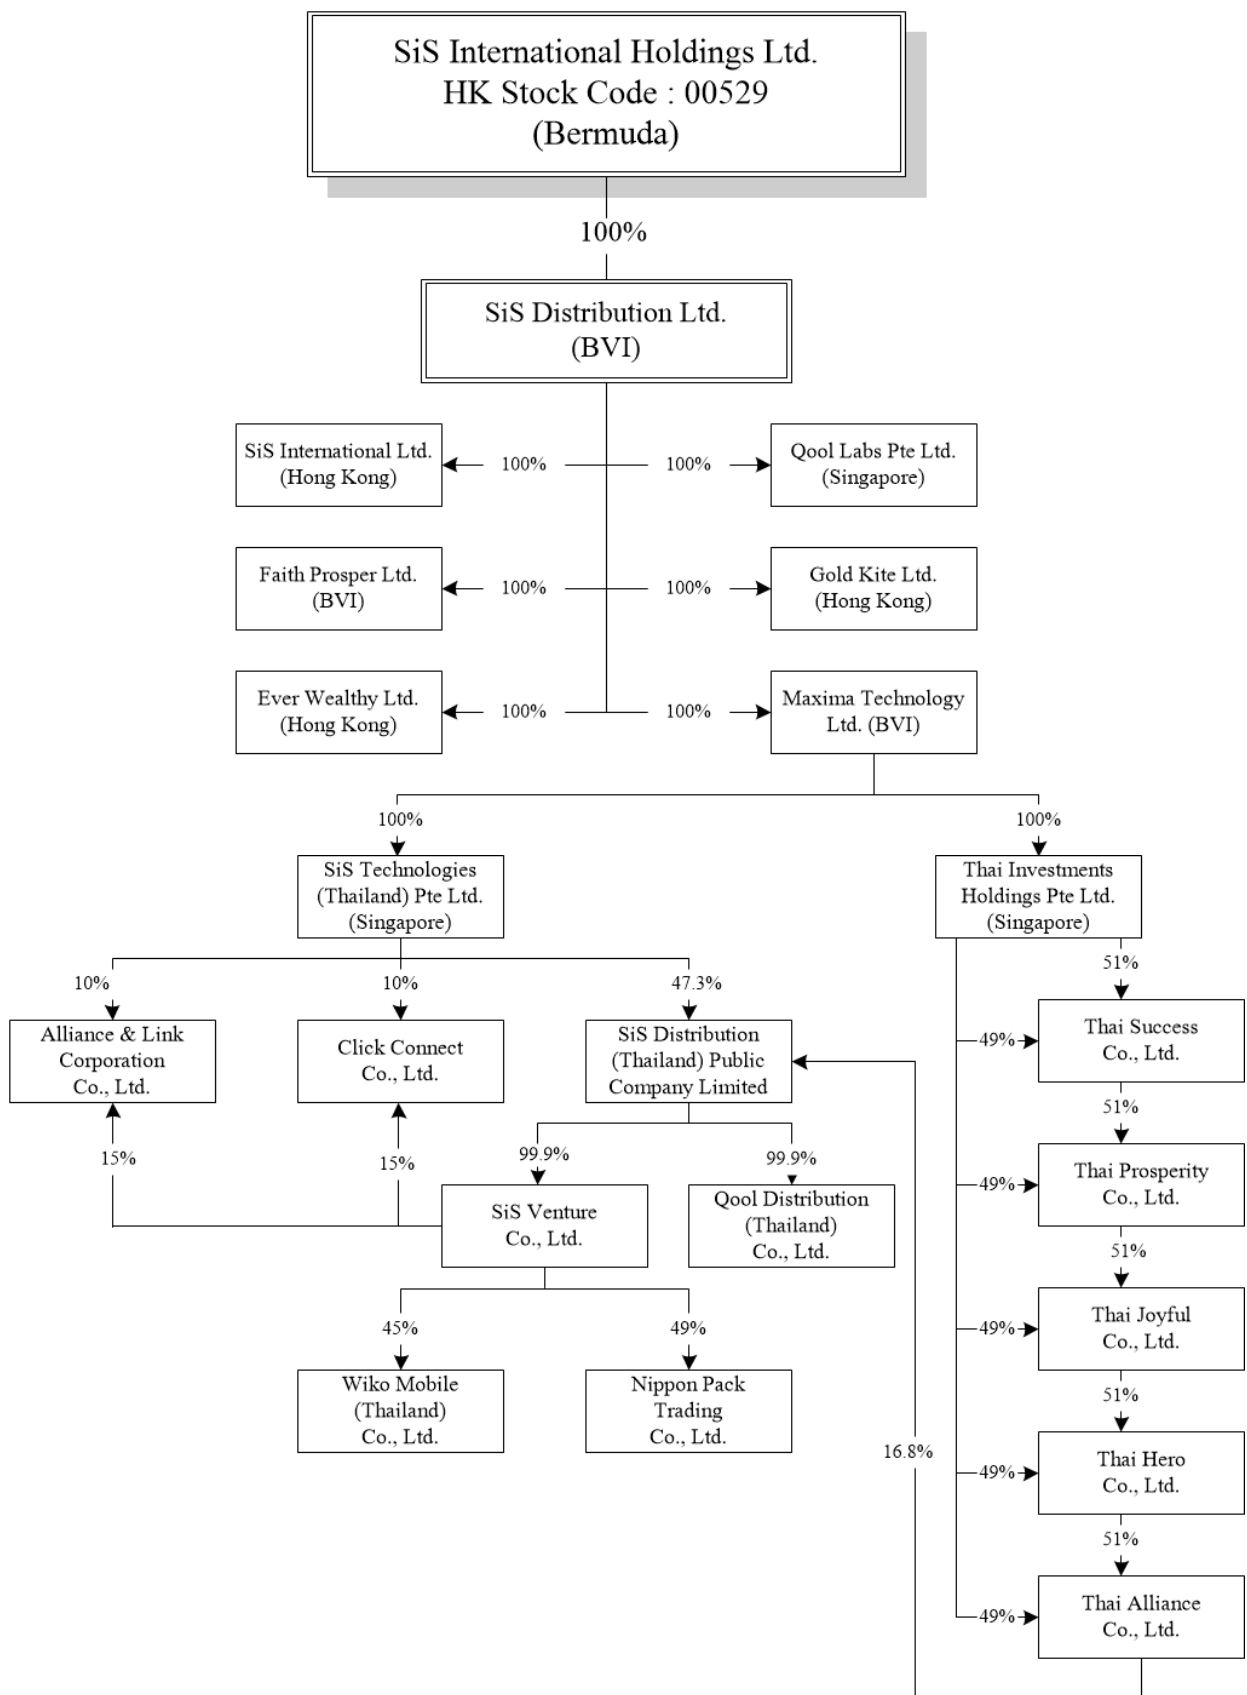 SiS International Holdings Ltd.
HK Stock Code : 00529
(Bermuda)
100%
SiS Distribution Ltd.
(BVI)
SiS International Ltd.
(Hong Kong)
100%
100%
Qool Labs Pte Ltd.
(Singapore)
Faith Prosper Ltd.
(BVI)
100%
100%
Gold Kite Ltd.
(Hong Kong)
Ever Wealthy Ltd.
(Hong Kong)
100%
100%
Maxima Technology
Ltd. (BVI)
100%
100%
SiS Technologies
(Thailand) Pte Ltd.
(Singapore)
Thai Investments
Holdings Pte Ltd.
(Singapore)
10%
10%
47.3%
51%
Alliance & Link
Corporation
Co., Ltd.
Click Connect
Co., Ltd.
SiS Distribution
(Thailand) Public
Company Limited
49%
Thai Success
Co., Ltd.
51%
15%
15%
99.9%
99.9%
SiS Venture
Co., Ltd.
Qool Distribution
(Thailand)
Co., Ltd.
49%
Thai Prosperity
Co., Ltd.
51%
45%
49%
49%
Thai Joyful
Co., Ltd.
Wiko Mobile
(Thailand)
Co., Ltd.
Nippon Pack
Trading
Co., Ltd.
51%
16.8%
49%
Thai Hero
Co., Ltd.
51%
49%
Thai Alliance
Co., Ltd.